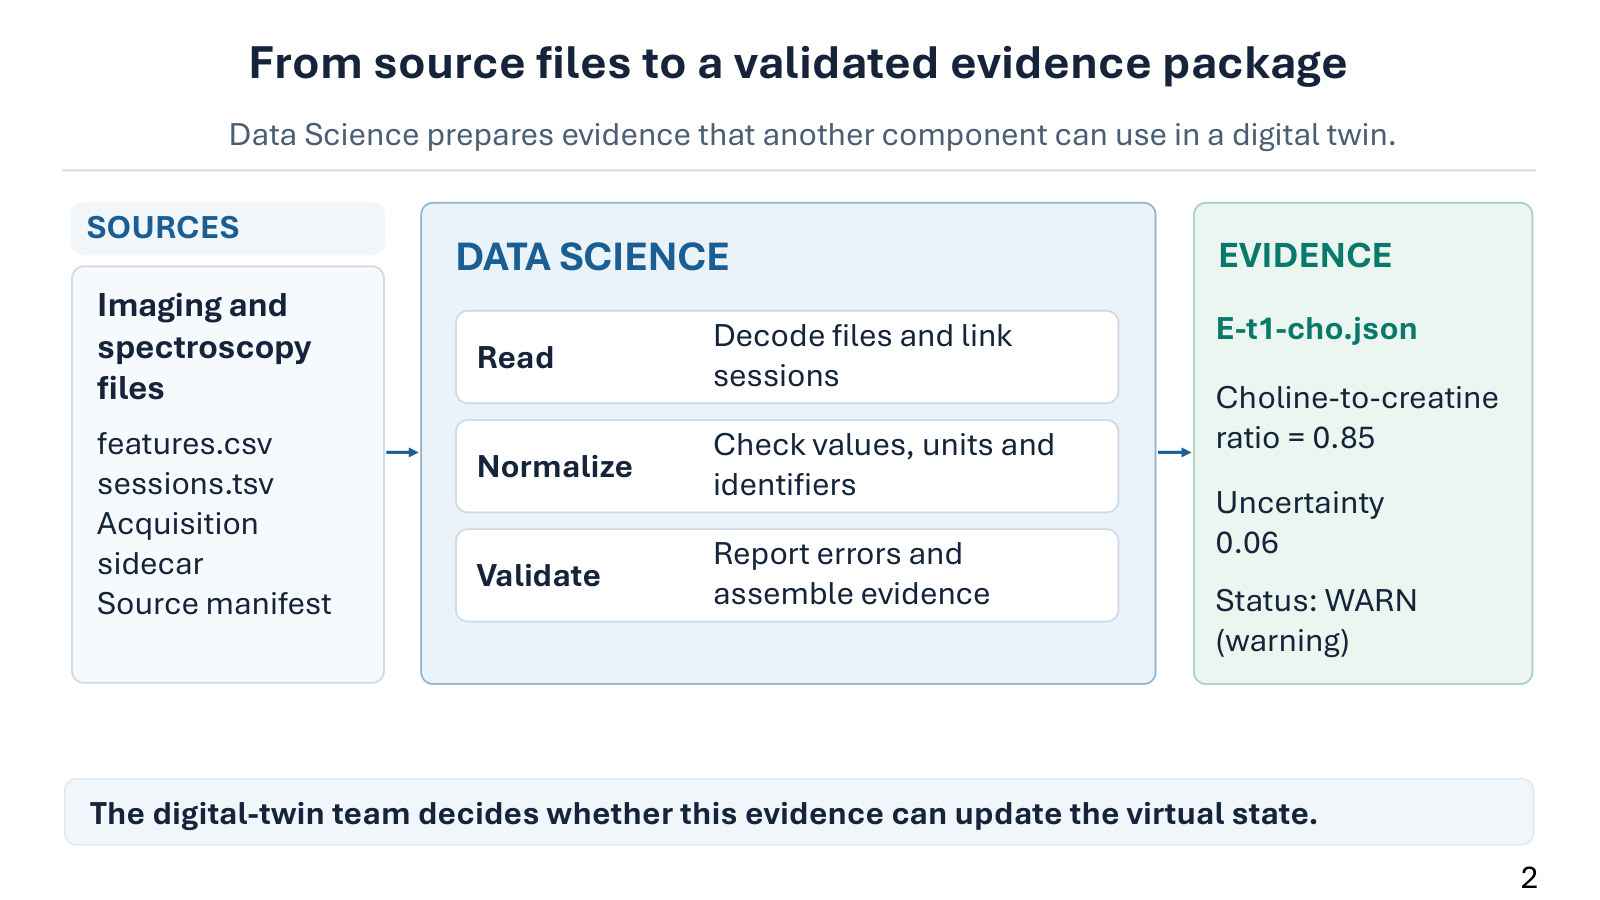 From source files to a validated evidence package
Data Science prepares evidence that another component can use in a digital twin.
SOURCES
Imaging and
spectroscopy
files
features.csv
sessions.tsv
Acquisition
sidecar
Source manifest
DATA SCIENCE
Read
Decode files and link
sessions
Normalize
Check values, units and
identifiers
Validate
Report errors and
assemble evidence
EVIDENCE
E-t1-cho.json
Choline-to-creatine
ratio = 0.85
Uncertainty
0.06
Status: WARN
(warning)
The digital-twin team decides whether this evidence can update the virtual state.
2